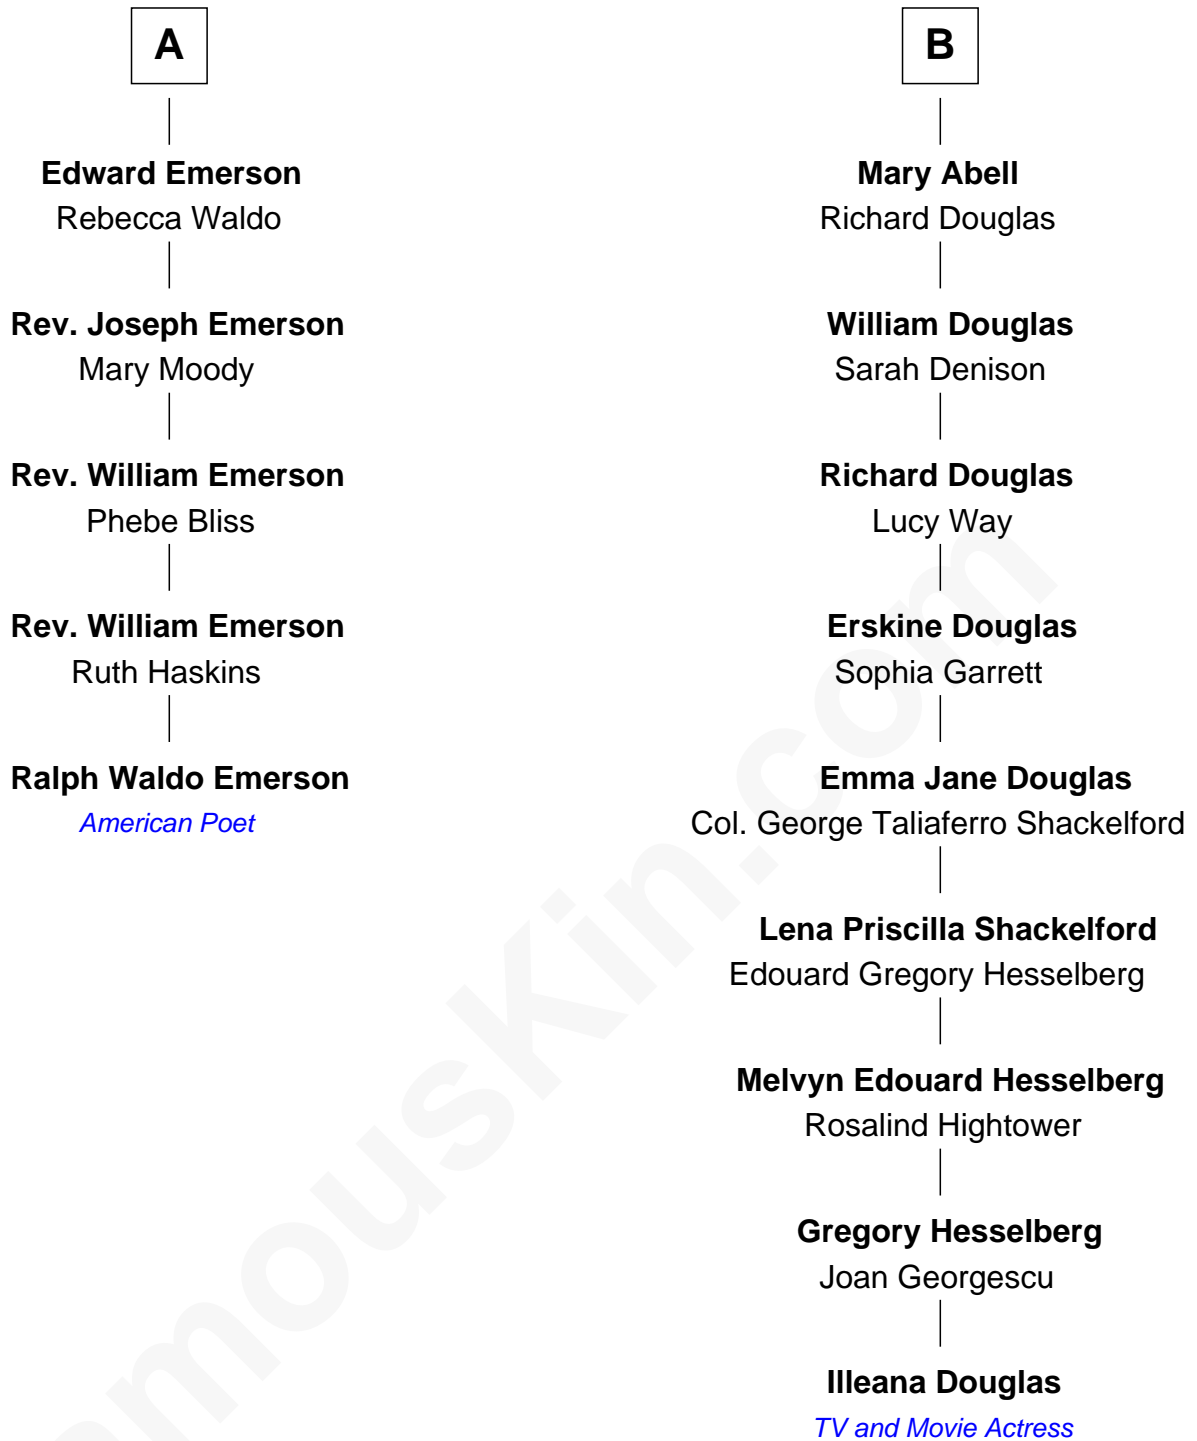 A
Edward Emerson
Rebecca Waldo
Rev. Joseph Emerson
Mary Moody
Rev. William Emerson
Phebe Bliss
Rev. William Emerson
Ruth Haskins
Ralph Waldo Emerson
American Poet
B
Mary Abell
Richard Douglas
William Douglas
Sarah Denison
Richard Douglas
Lucy Way
Erskine Douglas
Sophia Garrett
Emma Jane Douglas
Col. George Taliaferro Shackelford
Lena Priscilla Shackelford
Edouard Gregory Hesselberg
Melvyn Edouard Hesselberg
Rosalind Hightower
Gregory Hesselberg
Joan Georgescu
Illeana Douglas
TV and Movie Actress
amousKin.com